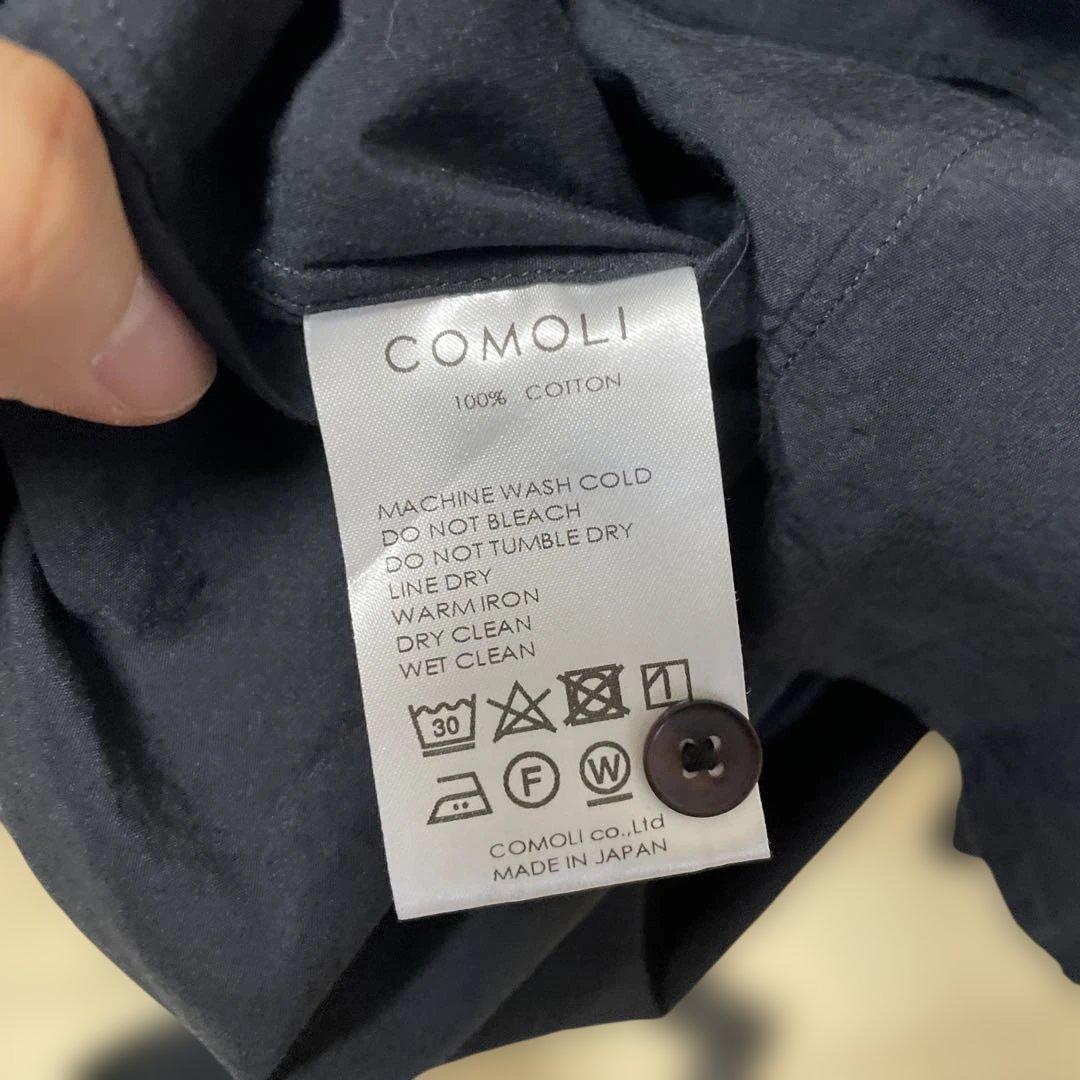 COMOLI
100% COTTON
MACHINE WASH COLD
DO NOT BLEACH
DO NOT TUMBLE DRY
LINE DRY
WARM IRON
DRY CLEAN
WET CLEAN
30
F W
COMOLI co.,Ltd
MADE IN JAPAN